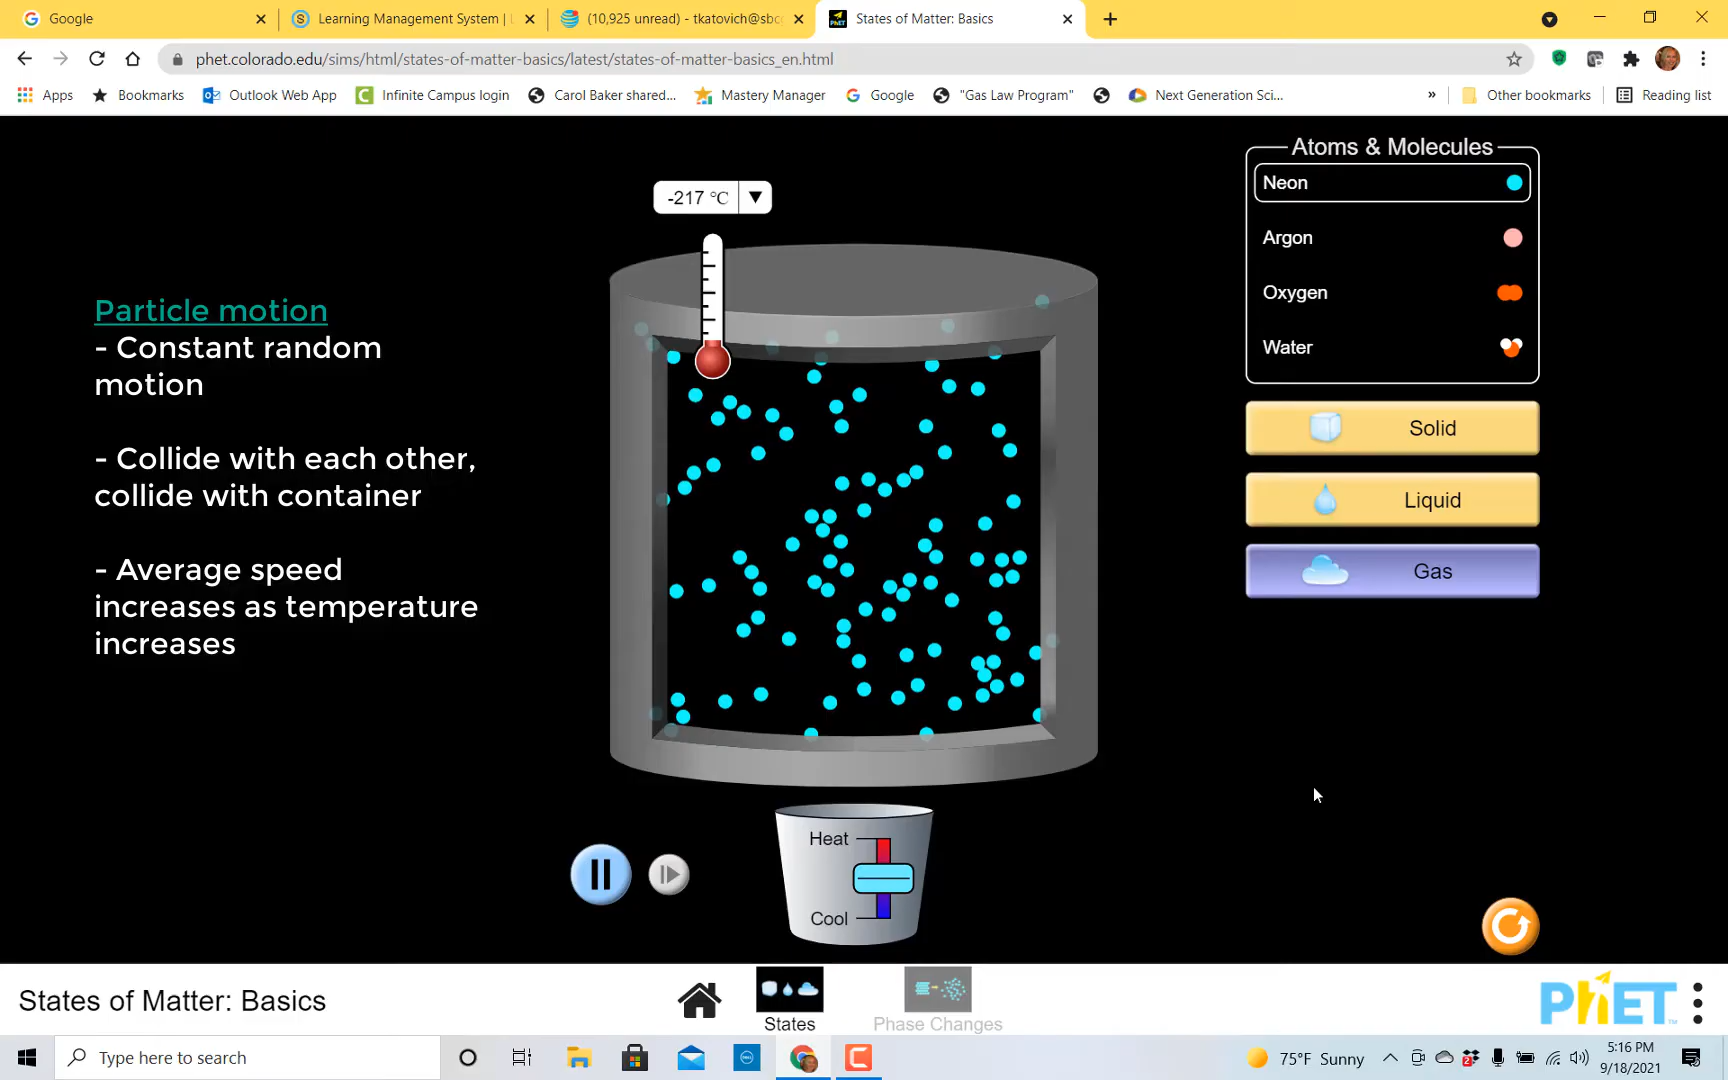 Google
Learning Management System | L
(10,925 unread) - tkatovich@sbc
States of Matter: Basics
phet.colorado.edu/sims/html/states-of-matter-basics/latest/states-of-matter-basics_en.html
Apps
Bookmarks
Outlook Web App
Infinite Campus login
Carol Baker shared...
Mastery Manager
Google
"Gas Law Program"
Next Generation Sci...
»
Other bookmarks
Reading list
Atoms & Molecules
Neon
Argon
Oxygen
Water
-217 °C
Particle motion
- Constant random
motion
- Collide with each other,
collide with container
- Average speed
increases as temperature
increases
Solid
Liquid
Gas
Heat
Cool
States of Matter: Basics
States
Phase Changes
PhET
Type here to search
75°F Sunny
5:16 PM
9/18/2021